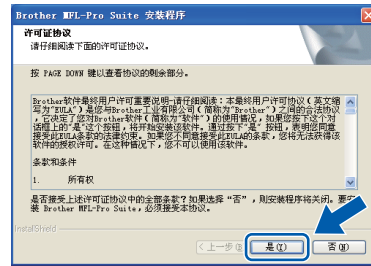 Brother MFL-Pro Suite 安装程序
许可证协议
请仔细阅读下面的许可证协议。
按 PAGE DOWN 键以查看协议的剩余部分。
Brother软件最终用户许可重要说明-请仔细阅读：本最终用户许可协议（英文缩
写为"EULA"）是您与Brother工业有限公司（简称为"Brother"）之间的合法协议
，它决定了您对Brother软件（简称为"软件"）的使用情况，如果您按下这个对
话框上的"是"这个按钮，将开始安装该软件。通过按下"是" 按钮，表明您同意
接受此EULA条款的法律约束。如果您不同意接受此EULA的条款，您将无法获得该
软件的授权许可。在这种情况下，您不可以使用该软件。
条款和条件
1. 所有权
是否接受上述许可证协议中的全部条款？如果选择 “否” ，则安装程序将关闭。要安
装 Brother MFL-Pro Suite，必须接受本协议。
InstallShield
< 上一步(B) 是(Y) 否(N)